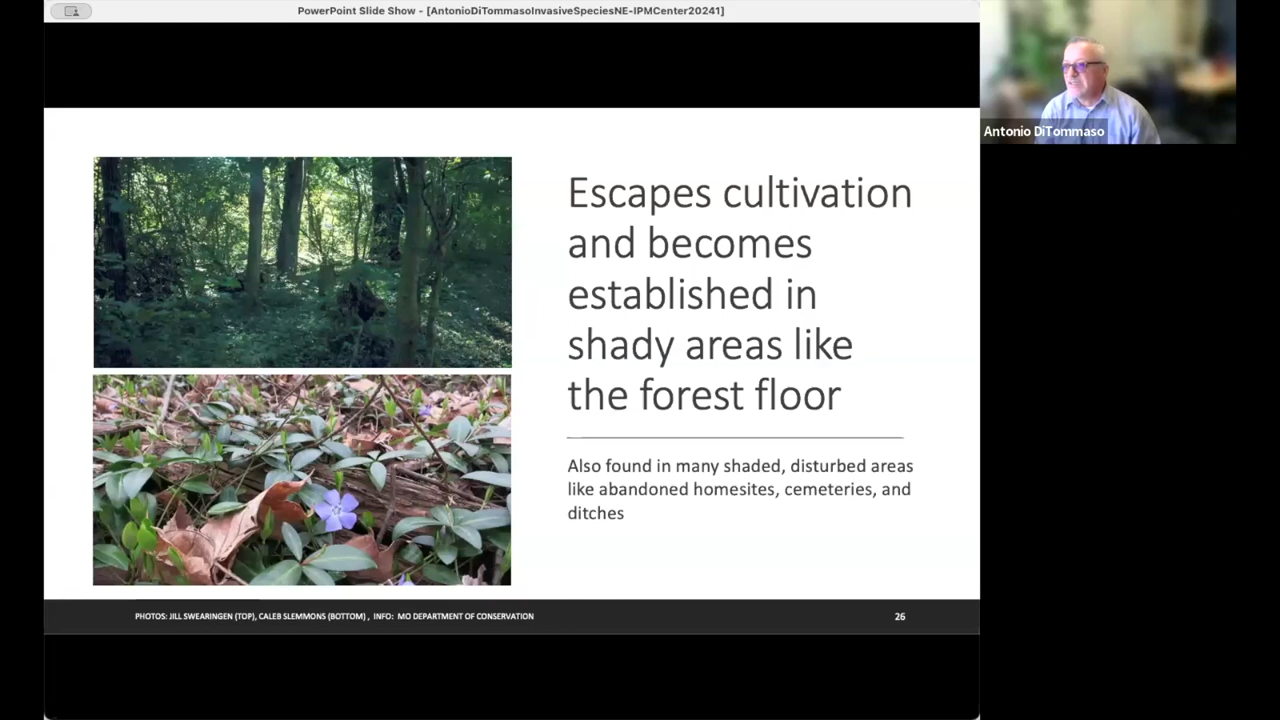 PowerPoint Slide Show - [AntonioDiTommasoInvasiveSpeciesNE-IPMCenter20241]
Antonio DiTommaso
Escapes cultivation
and becomes
established in
shady areas like
the forest floor
Also found in many shaded, disturbed areas
like abandoned homesites, cemeteries, and
ditches
PHOTOS: JILL SWEARINGEN (TOP), CALEB SLEMMONS (BOTTOM) , INFO: MO DEPARTMENT OF CONSERVATION
26